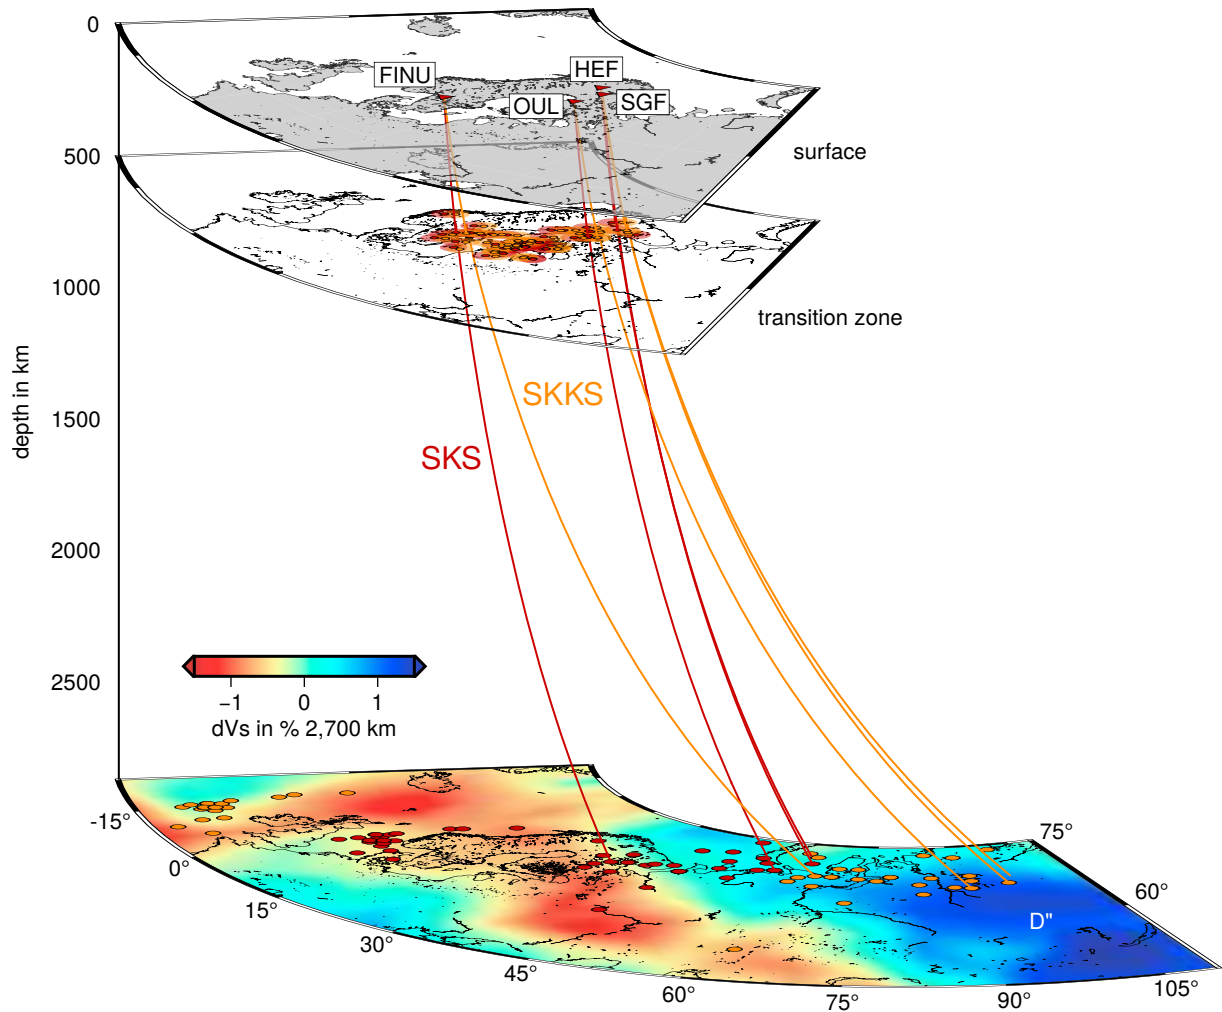 0
FINU
HEF
OUL
SGF
surface
500
1000
transition zone
depth in km
SKKS
1500
SKS
2000
2500
−1 0 1
dVs in % 2,700 km
-15°
0°
15°
30°
45°
60°
75°
90°
105°
75°
60°
D"